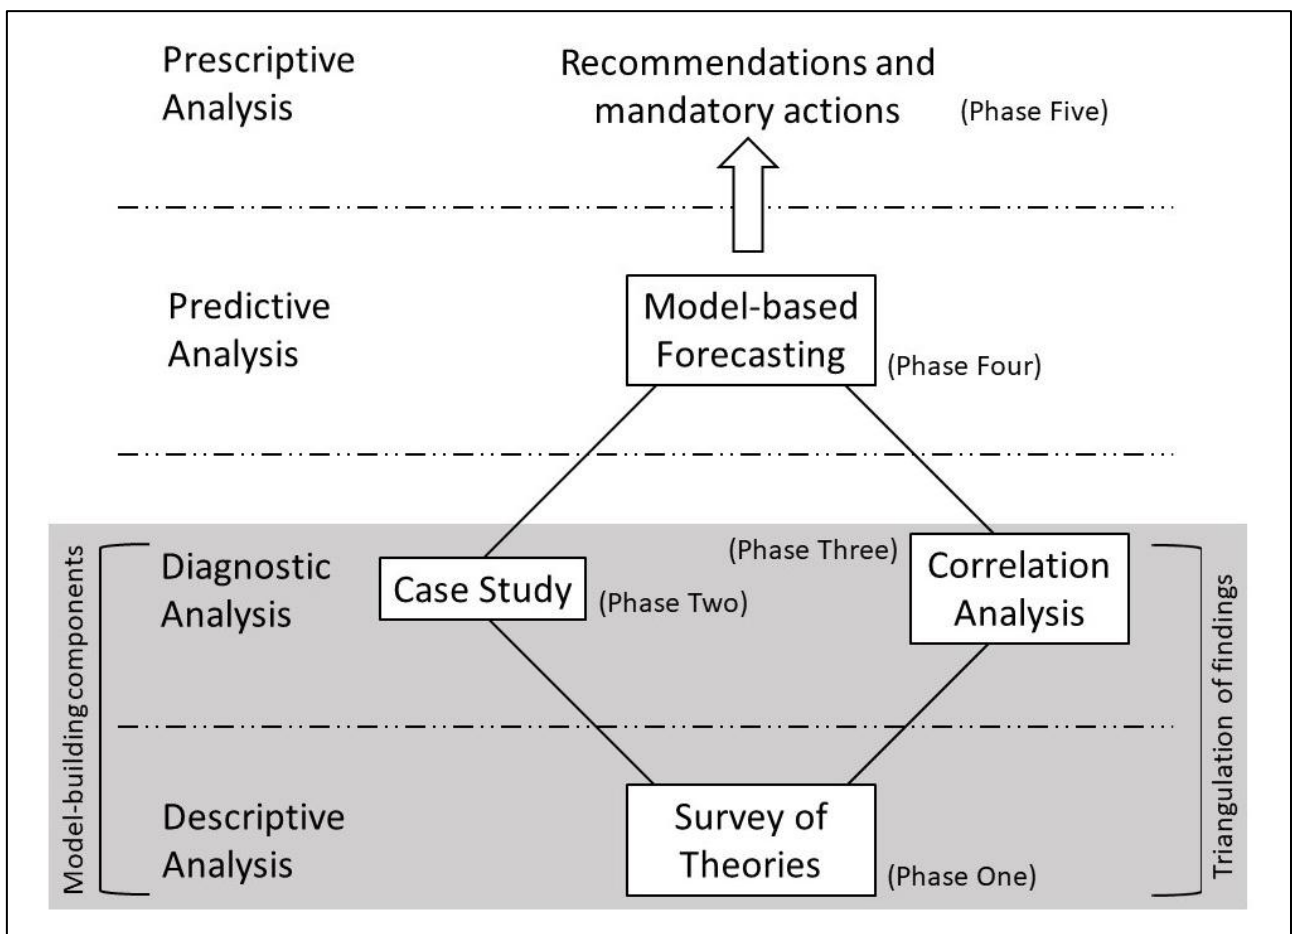 Prescriptive
Analysis
Recommendations and
mandatory actions
(Phase Five)
Predictive
Analysis
Model-based
Forecasting
(Phase Four)
Model-building components
Diagnostic
Analysis
Case Study
(Phase Two)
(Phase Three)
Correlation
Analysis
Triangulation of findings
Descriptive
Analysis
Survey of
Theories
(Phase One)